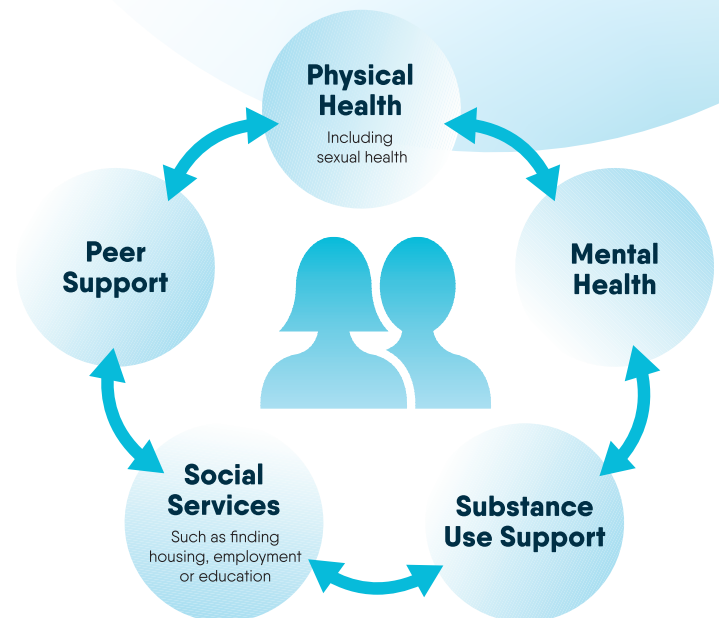 Physical
Health
Including
sexual health
Mental
Health
Substance
Use Support
Social
Services
Such as finding
housing, employment
or education
Peer
Support